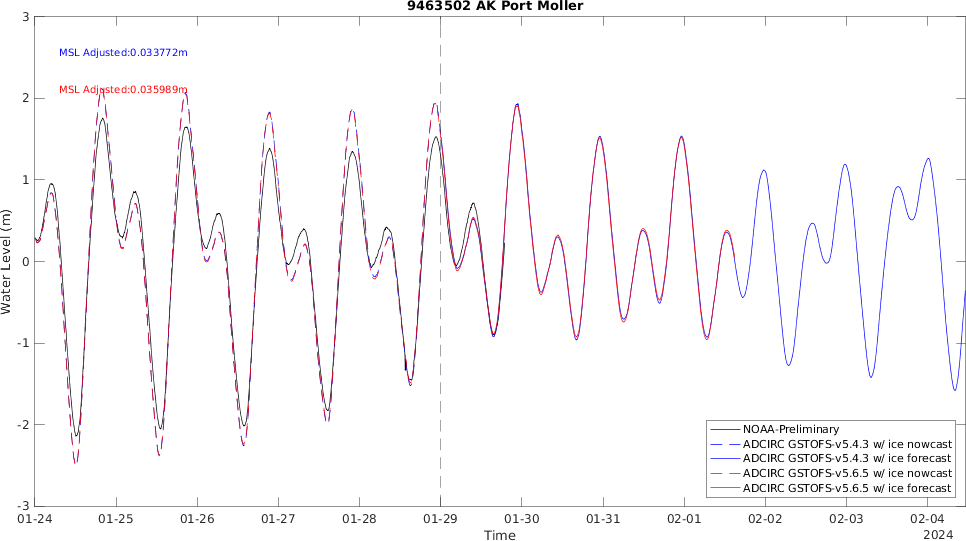 9463502 AK Port Moller
MSL Adjusted:0.033772m
MSL Adjusted:0.035989m
Water Level (m)
3
2
1
0
-1
-2
-3
NOAA-Preliminary
ADCIRC GSTOFS-v5.4.3 w/ ice nowcast
ADCIRC GSTOFS-v5.4.3 w/ ice forecast
ADCIRC GSTOFS-v5.6.5 w/ ice nowcast
ADCIRC GSTOFS-v5.6.5 w/ ice forecast
01-24 01-25 01-26 01-27 01-28 01-29 01-30 01-31 02-01 02-02 02-03 02-04
2024
Time